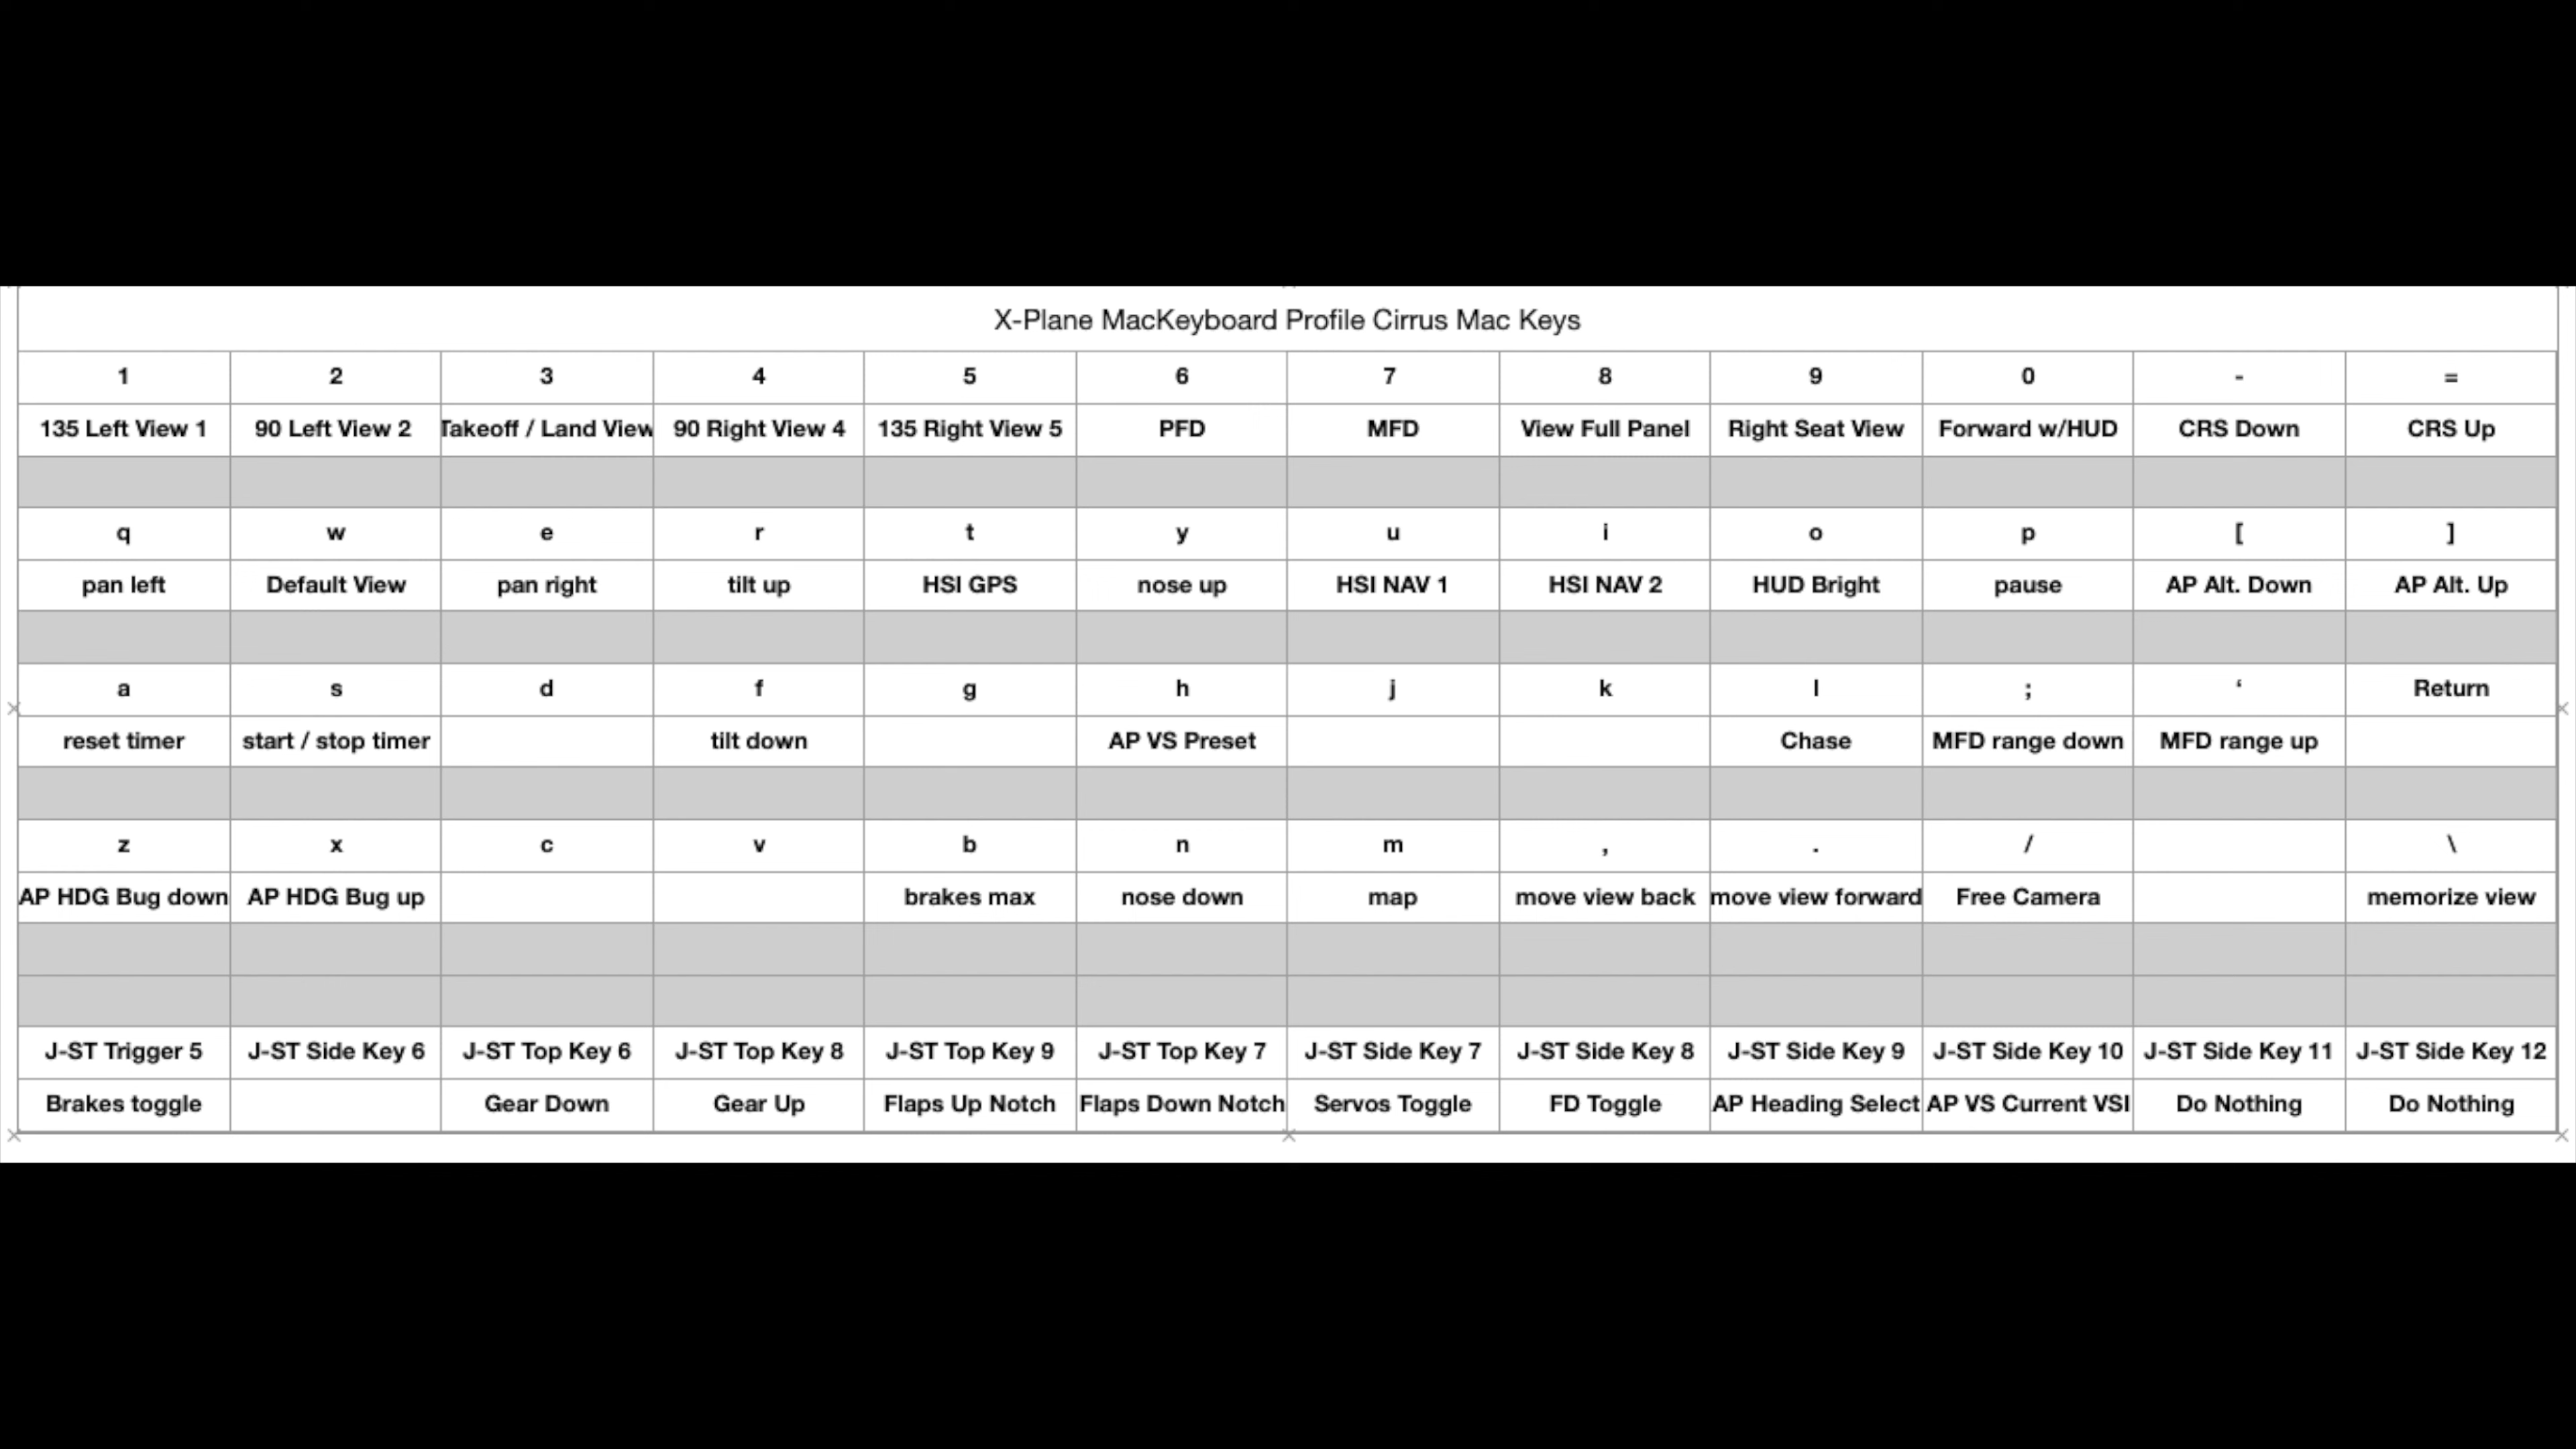 X-Plane MacKeyboard Profile Cirrus Mac Keys
1 2 3 4 5 6 7 8 9 0 - =
135 Left View 1 90 Left View 2 Takeoff / Land View 90 Right View 4 135 Right View 5 PFD MFD View Full Panel Right Seat View Forward w/HUD CRS Down CRS Up
q w e r t y u i o p [ ]
pan left Default View pan right tilt up HSI GPS nose up HSI NAV 1 HSI NAV 2 HUD Bright pause AP Alt. Down AP Alt. Up
a s d f g h j k l ; ‘ Return
reset timer start / stop timer tilt down AP VS Preset Chase MFD range down MFD range up
z x c v b n m , . / \
AP HDG Bug down AP HDG Bug up brakes max nose down map move view back move view forward Free Camera memorize view
J-ST Trigger 5 J-ST Side Key 6 J-ST Top Key 6 J-ST Top Key 8 J-ST Top Key 9 J-ST Top Key 7 J-ST Side Key 7 J-ST Side Key 8 J-ST Side Key 9 J-ST Side Key 10 J-ST Side Key 11 J-ST Side Key 12
Brakes toggle Gear Down Gear Up Flaps Up Notch Flaps Down Notch Servos Toggle FD Toggle AP Heading Select AP VS Current VSI Do Nothing Do Nothing